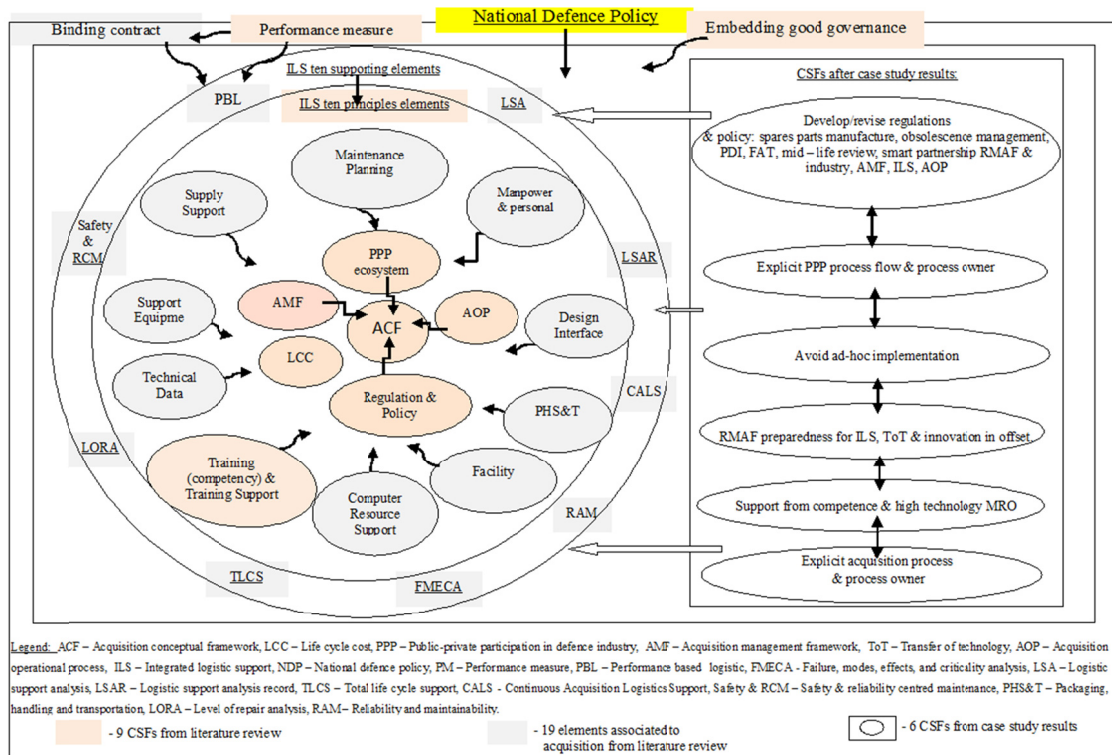 National Defence Policy
Binding contract
Performance measure
Embedding good governance
ILS ten supporting elements
PBL
ILS ten principles elements
LSA
Maintenance
Planning
Manpower
& personal
Supply
Support
Safety
&
RCM
LSAR
PPP
ecosystem
AMF
AOP
ACF
Support
Equipme
Design
Interface
LCC
Technical
Data
CALS
Regulation &
Policy
PHS&T
LORA
Training
(competency) &
Training Support
Facility
Computer
Resource
Support
RAM
TLCS
FMECA
CSFs after case study results:
Develop/revise regulations
& policy: spares parts manufacture, obsolescence management,
PDI, FAT, mid – life review, smart partnership RMAF &
industry, AMF, ILS, AOP
Explicit PPP process flow & process owner
Avoid ad-hoc implementation
RMAF preparedness for ILS, ToT & innovation in offset,
Support from competence & high technology MRO
Explicit acquisition process
& process owner
Legend: ACF – Acquisition conceptual framework, LCC – Life cycle cost, PPP – Public-private participation in defence industry, AMF – Acquisition management framework, ToT – Transfer of technology, AOP – Acquisition
operational process, ILS – Integrated logistic support, NDP – National defence policy, PM – Performance measure, PBL – Performance based logistic, FMECA - Failure, modes, effects, and criticality analysis, LSA – Logistic
support analysis, LSAR – Logistic support analysis record, TLCS – Total life cycle support, CALS - Continuous Acquisition Logistics Support, Safety & RCM – Safety & reliability centred maintenance, PHS&T – Packaging,
handling and transportation, LORA – Level of repair analysis, RAM – Reliability and maintainability.
- 9 CSFs from literature review
- 19 elements associated to
acquisition from literature review
- 6 CSFs from case study results